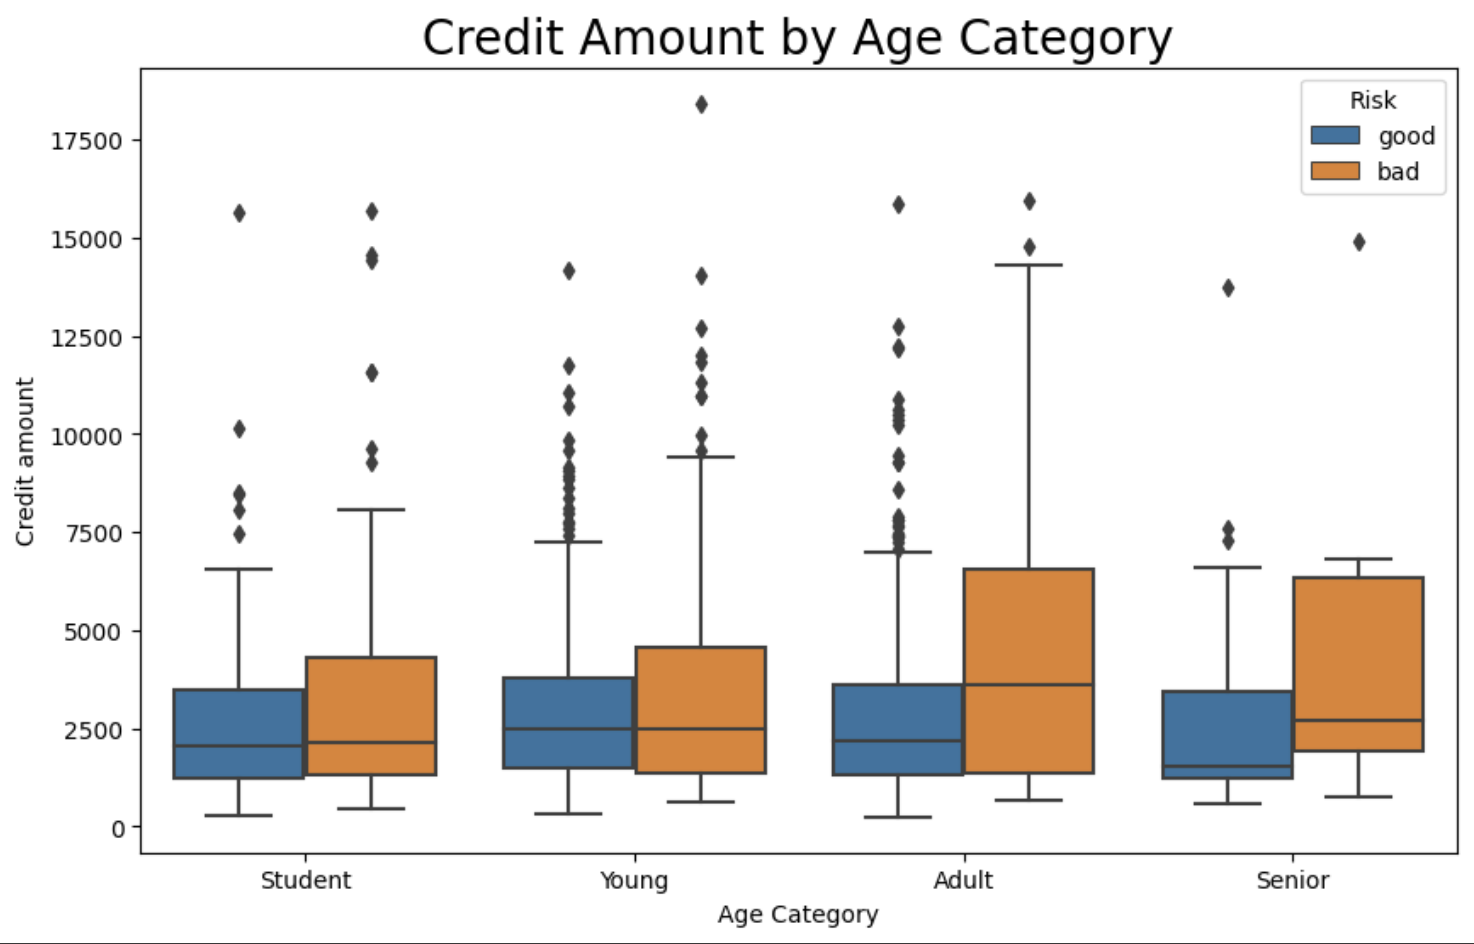 Credit Amount by Age Category
Risk
good
bad
17500
15000
12500
10000
7500
5000
2500
0
Credit amount
Student Young Adult Senior
Age Category